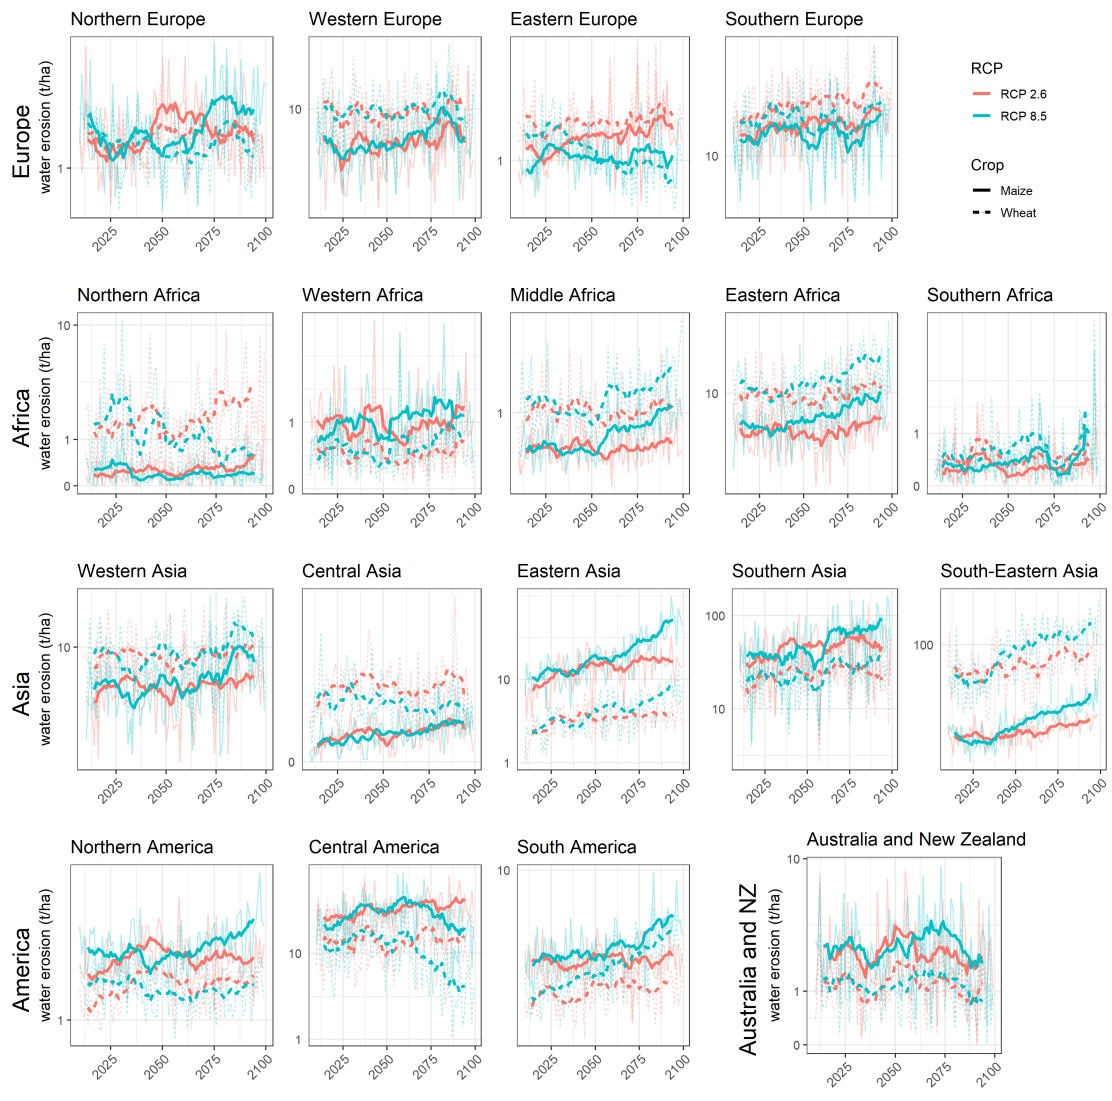 Northern Europe
Western Europe
Eastern Europe
Southern Europe
Europe
water erosion (t/ha)
1
10
1
10
2025 2050 2075 2100
2025 2050 2075 2100
2025 2050 2075 2100
2025 2050 2075 2100
RCP
RCP 2.6
RCP 8.5
Crop
Maize
Wheat
Northern Africa
Western Africa
Middle Africa
Eastern Africa
Southern Africa
Africa
water erosion (t/ha)
10
1
0
1
0
1
10
1
0
2025 2050 2075 2100
2025 2050 2075 2100
2025 2050 2075 2100
2025 2050 2075 2100
2025 2050 2075 2100
Western Asia
Central Asia
Eastern Asia
Southern Asia
South-Eastern Asia
Asia
water erosion (t/ha)
10
0
10
1
100
10
100
2025 2050 2075 2100
2025 2050 2075 2100
2025 2050 2075 2100
2025 2050 2075 2100
2025 2050 2075 2100
Northern America
Central America
South America
Australia and New Zealand
America
water erosion (t/ha)
1
10
1
10
Australia and NZ
water erosion (t/ha)
10
1
0
2025 2050 2075 2100
2025 2050 2075 2100
2025 2050 2075 2100
2025 2050 2075 2100